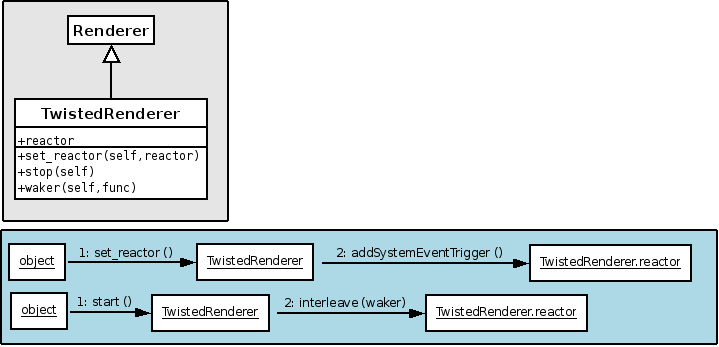 Renderer
TwistedRenderer
+reactor
+set_reactor(self,reactor)
+stop(self)
+waker(self,func)
object
1: set_reactor ()
TwistedRenderer
2: addSystemEventTrigger ()
TwistedRenderer.reactor
object
1: start ()
TwistedRenderer
2: interleave (waker)
TwistedRenderer.reactor